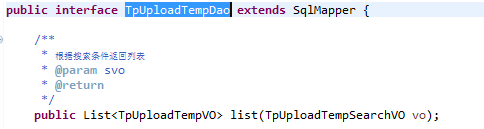 public interface TpUploadTempDao extends SqlMapper {
/**
* 根据搜索条件返回列表
* @param svo
* @return
*/
public List<TpUploadTempVO> list(TpUploadTempSearchVO vo);